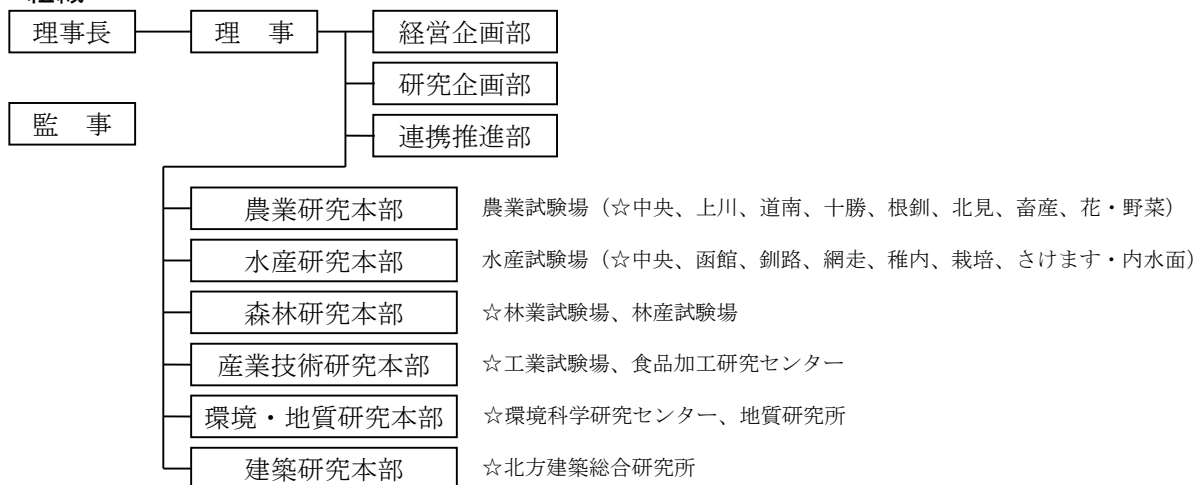 理事長 理　事 経営企画部
研究企画部
監　事
連携推進部
農業研究本部 農業試験場（☆中央、上川、道南、十勝、根釧、北見、畜産、花・野菜）
水産研究本部 水産試験場（☆中央、函館、釧路、網走、稚内、栽培、さけます・内水面）
森林研究本部 ☆林業試験場、林産試験場
産業技術研究本部 ☆工業試験場、食品加工研究センター
環境・地質研究本部 ☆環境科学研究センター、地質研究所
建築研究本部 ☆北方建築総合研究所